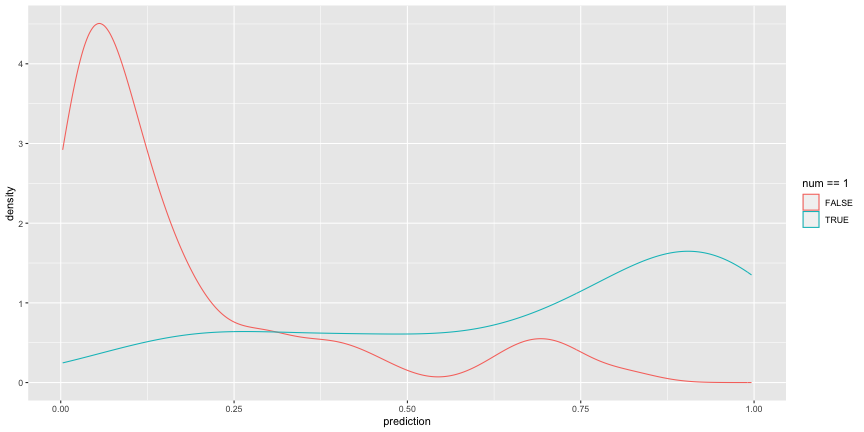 4
3
2
1
0
density
0.00
0.25
0.50
0.75
1.00
prediction
num == 1
FALSE
TRUE